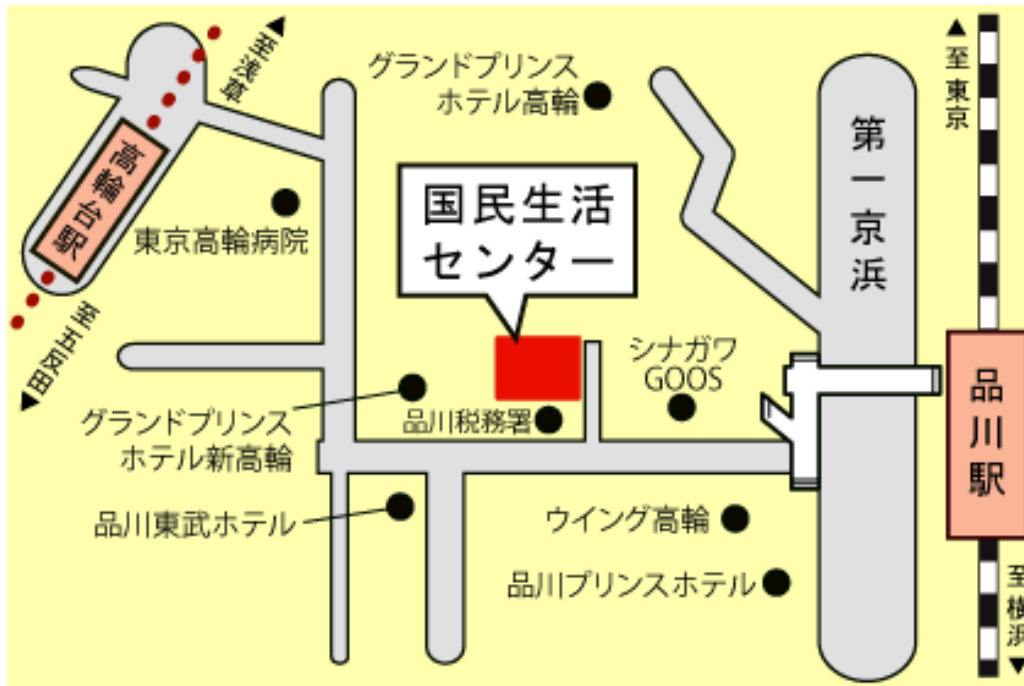 ▲至浅草
グランドプリンス
ホテル高輪
▲至東京
第一京浜
高輪台駅
東京高輪病院
国民生活
センター
▼至五反田
シナガワ
GOOS
グランドプリンス
ホテル新高輪
品川税務署
品川駅
品川東武ホテル
ウイング高輪
品川プリンスホテル
至横浜▼